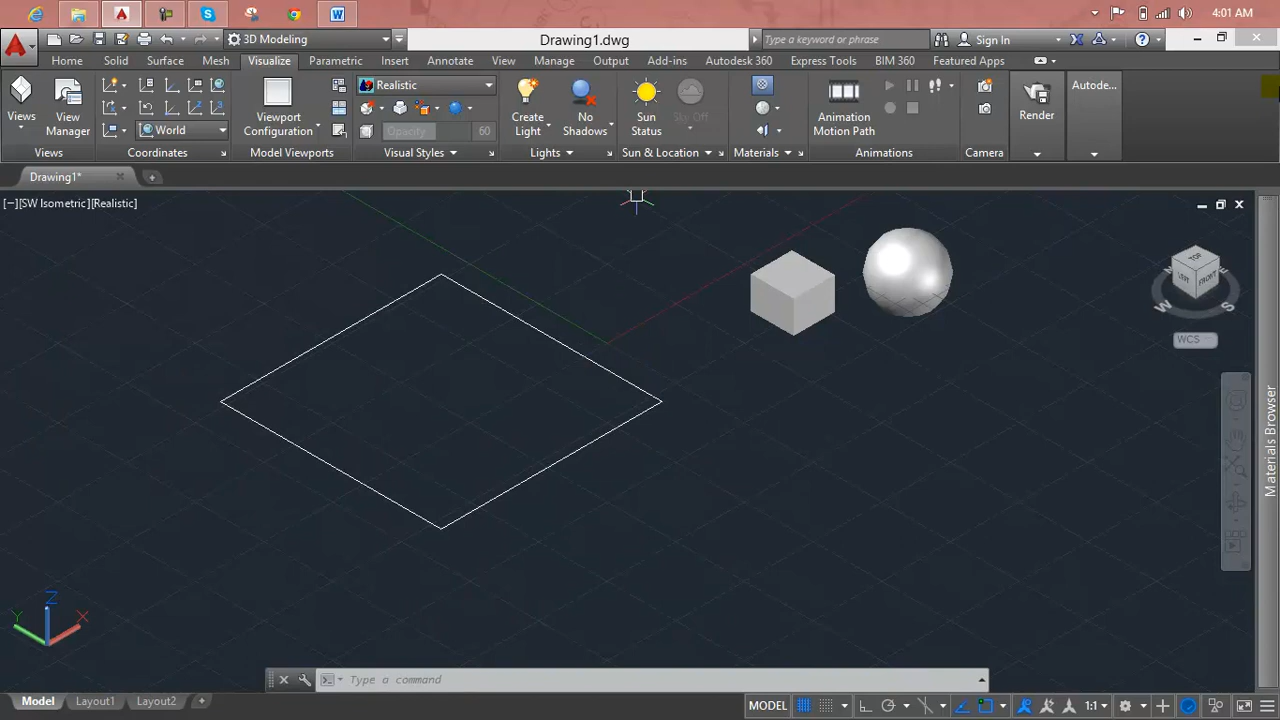 4:01 AM
3D Modeling
Drawing1.dwg
Type a keyword or phrase
Sign In
Home Solid Surface Mesh Visualize Parametric Insert Annotate View Manage Output Add-ins Autodesk 360 Express Tools BIM 360 Featured Apps
Views
View
Manager
World
Viewport
Configuration
Realistic
Opacity 60
Create
Light
No
Shadows
Sun
Status
Sky Off
Animation
Motion Path
Render
Autode...
Views Coordinates Model Viewports Visual Styles Lights Sun & Location Materials Animations Camera
Drawing1*
[−][SW Isometric][Realistic]
TOP
LEFT
FRONT
W
S
WCS
Materials Browser
Z
Y
X
Type a command
Model Layout1 Layout2
MODEL
1:1